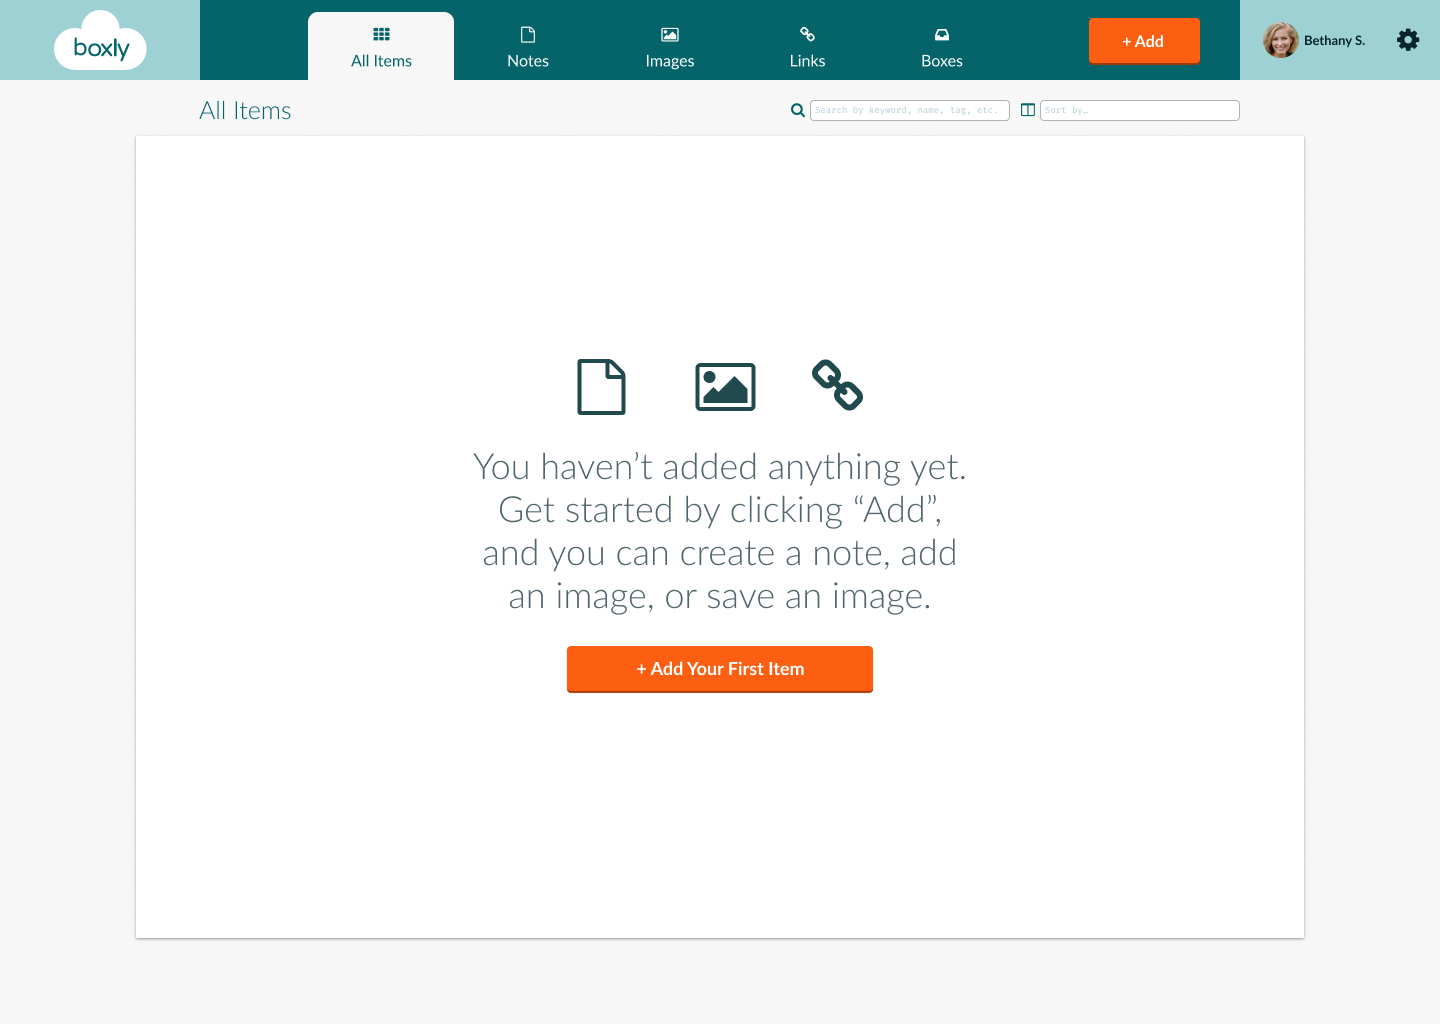 boxly
All Items
Notes
Images
Links
Boxes
+ Add
Bethany S.
All Items
Search by keyword, name, tag, etc.
Sort by…
You haven’t added anything yet.
Get started by clicking “Add”,
and you can create a note, add
an image, or save an image.
+ Add Your First Item